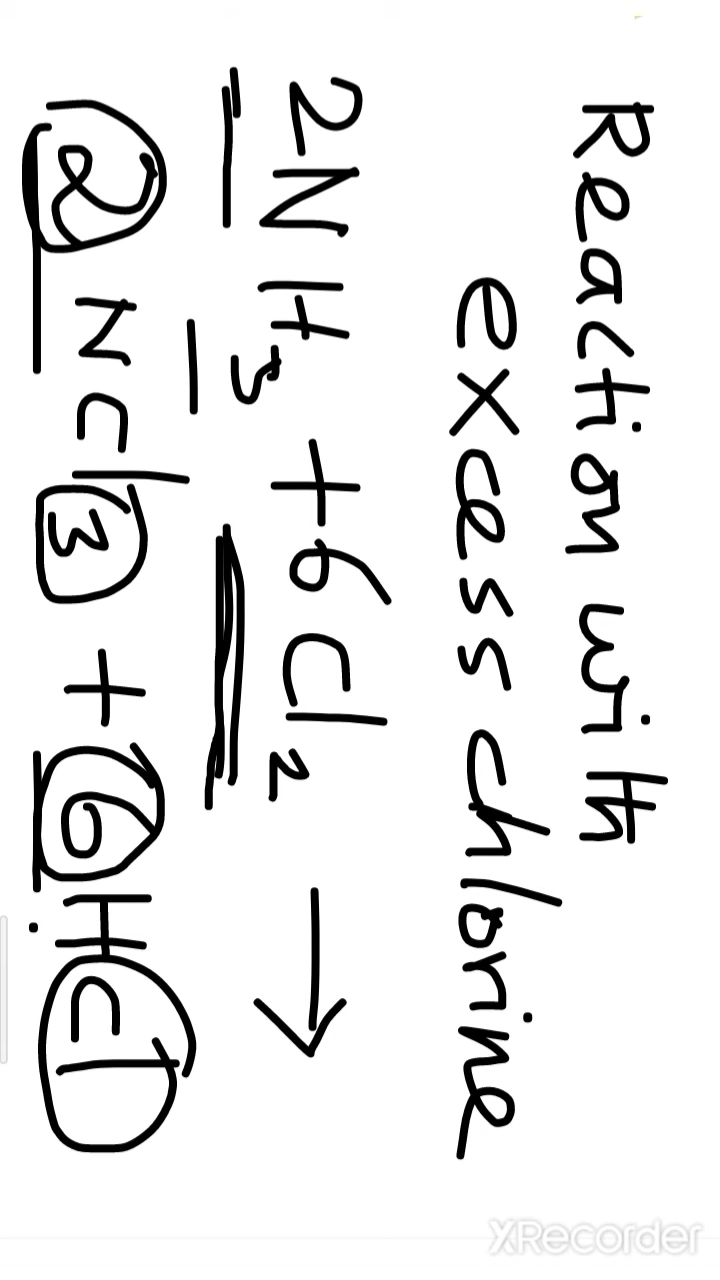 Reaction with
excess chlorine
2NH₃ + 6Cl₂ →
2NCl₃ + 6HCl
XRecorder